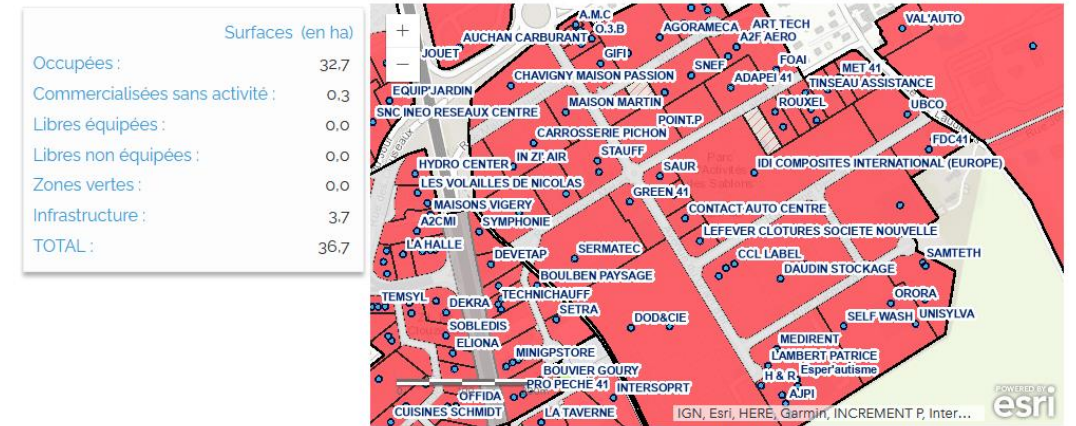 Surfaces (en ha)
Occupées : 32,7
Commercialisées sans activité : 0,3
Libres équipées : 0,0
Libres non équipées : 0,0
Zones vertes : 0,0
Infrastructure : 3,7
TOTAL : 36,7
+
−
A.M.C
O.3.B
AUCHAN CARBURANT
AGORAMECA
ART TECH
A2F AERO
VAL'AUTO
JOUET
GIFI
SNEF
FOAI
MET 41
CHAVIGNY MAISON PASSION
ADAPEI 41
TINSEAU ASSISTANCE
EQUIP'JARDIN
MAISON MARTIN
ROUXEL
UBCO
SNC INEO RESEAUX CENTRE
POINT.P
CARROSSERIE PICHON
FDC41
STAUFF
IN ZI' AIR
HYDRO CENTER
SAUR
IDI COMPOSITES INTERNATIONAL (EUROPE)
Parc
d'Activités
des Sablons
LES VOLAILLES DE NICOLAS
GREEN 41
MAISONS VIGERY
CONTACT AUTO CENTRE
A2CMI
SYMPHONIE
LEFEVER CLOTURES SOCIETE NOUVELLE
LA HALLE
DEVETAP
SERMATEC
CCL LABEL
SAMTETH
DAUDIN STOCKAGE
BOULBEN PAYSAGE
TEMSYL
DEKRA
TECHNICHAUFF
ORORA
SETRA
DOD&CIE
SELF WASH
UNISYLVA
SOBLEDIS
ELIONA
MEDIRENT
MINIGPSTORE
LAMBERT PATRICE
BOUVIER GOURY
Esper'autisme
H & R
PRO PECHE 41
INTERSOPRT
AJPI
OFFIDA
CUISINES SCHMIDT
LA TAVERNE
IGN, Esri, HERE, Garmin, INCREMENT P, Inter...
POWERED BY
esri